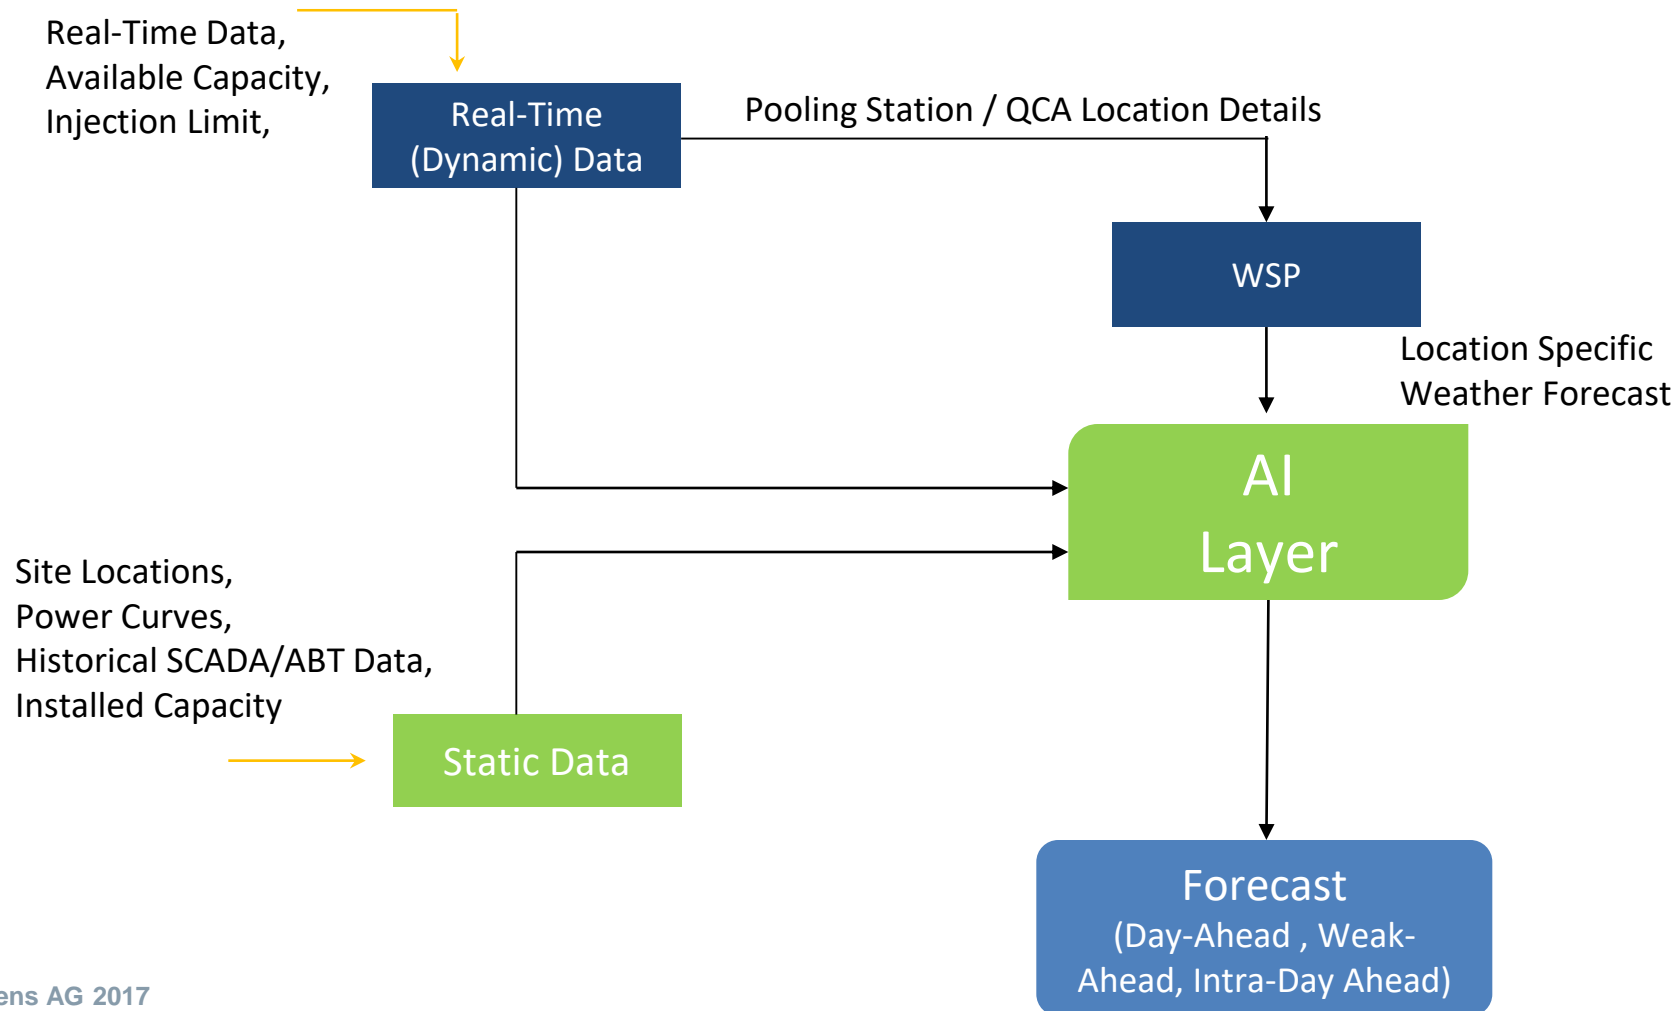 Real-Time Data,
Available Capacity,
Injection Limit,
Real-Time
(Dynamic) Data
Pooling Station / QCA Location Details
WSP
Location Specific
Weather Forecast
AI
Layer
Site Locations,
Power Curves,
Historical SCADA/ABT Data,
Installed Capacity
Static Data
Forecast
(Day-Ahead , Weak-
Ahead, Intra-Day Ahead)
AG 2017